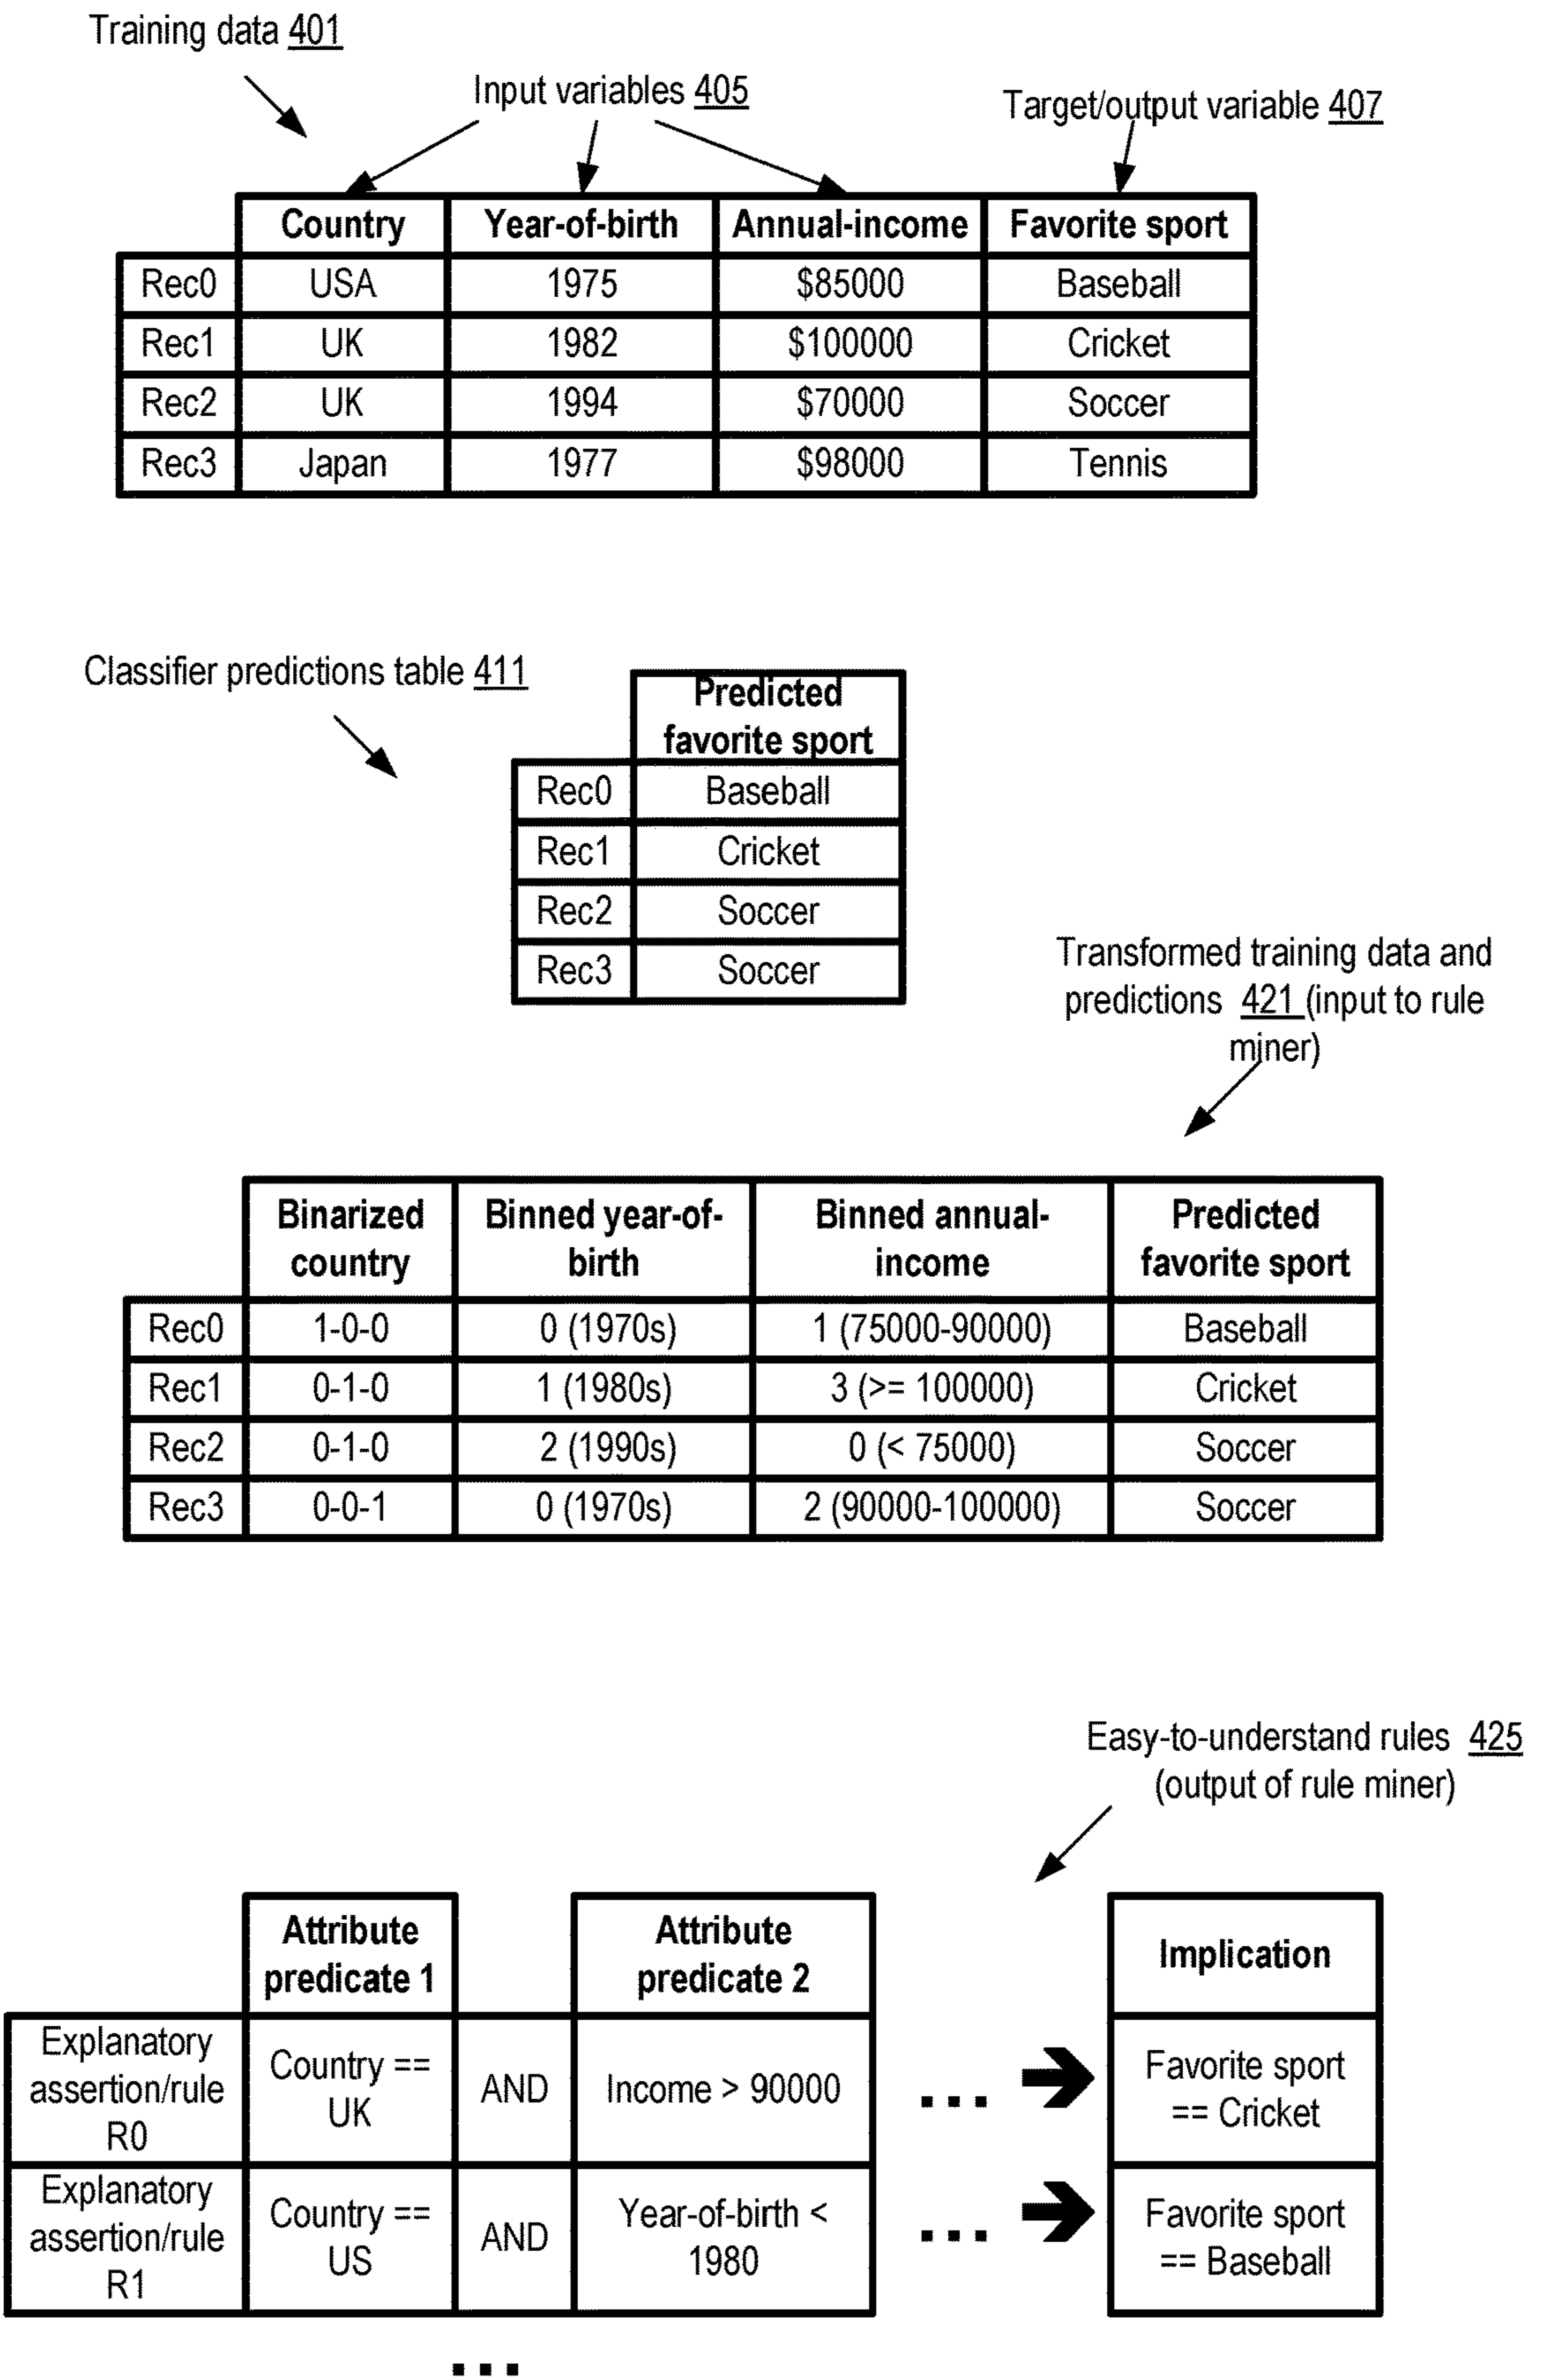 Training data 401
Input variables 405
Target/output variable 407
Country Year-of-birth Annual-income Favorite sport
Rec0 USA 1975 $85000 Baseball
Rec1 UK 1982 $100000 Cricket
Rec2 UK 1994 $70000 Soccer
Rec3 Japan 1977 $98000 Tennis
Classifier predictions table 411
Predicted
favorite sport
Rec0 Baseball
Rec1 Cricket
Rec2 Soccer
Rec3 Soccer
Transformed training data and
predictions 421 (input to rule
miner)
Binarized Binned year-of- Binned annual- Predicted
country birth income favorite sport
Rec0 1-0-0 0 (1970s) 1 (75000-90000) Baseball
Rec1 0-1-0 1 (1980s) 3 (>= 100000) Cricket
Rec2 0-1-0 2 (1990s) 0 (< 75000) Soccer
Rec3 0-0-1 0 (1970s) 2 (90000-100000) Soccer
Easy-to-understand rules 425
(output of rule miner)
Attribute
predicate 1
Attribute
predicate 2
Implication
Explanatory
assertion/rule
R0
Country ==
UK
AND
Income > 90000
...
Favorite sport
== Cricket
Explanatory
assertion/rule
R1
Country ==
US
AND
Year-of-birth <
1980
...
Favorite sport
== Baseball
...